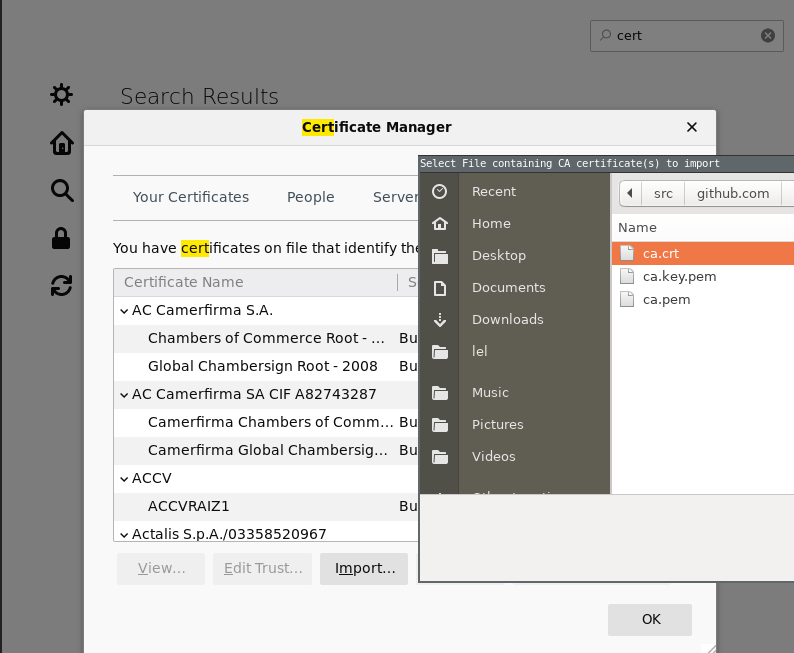 cert
Search Results
Certificate Manager
Select File containing CA certificate(s) to import
Your Certificates People Server
You have certificates on file that identify the
Certificate Name S
AC Camerfirma S.A.
Chambers of Commerce Root - ... Bu
Global Chambersign Root - 2008 Bu
AC Camerfirma SA CIF A82743287
Camerfirma Chambers of Comm... Bu
Camerfirma Global Chambersig... Bu
ACCV
ACCVRAIZ1 Bu
Actalis S.p.A./03358520967
View... Edit Trust... Import...
OK
Recent
Home
Desktop
Documents
Downloads
lel
Music
Pictures
Videos
src github.com
Name
ca.crt
ca.key.pem
ca.pem